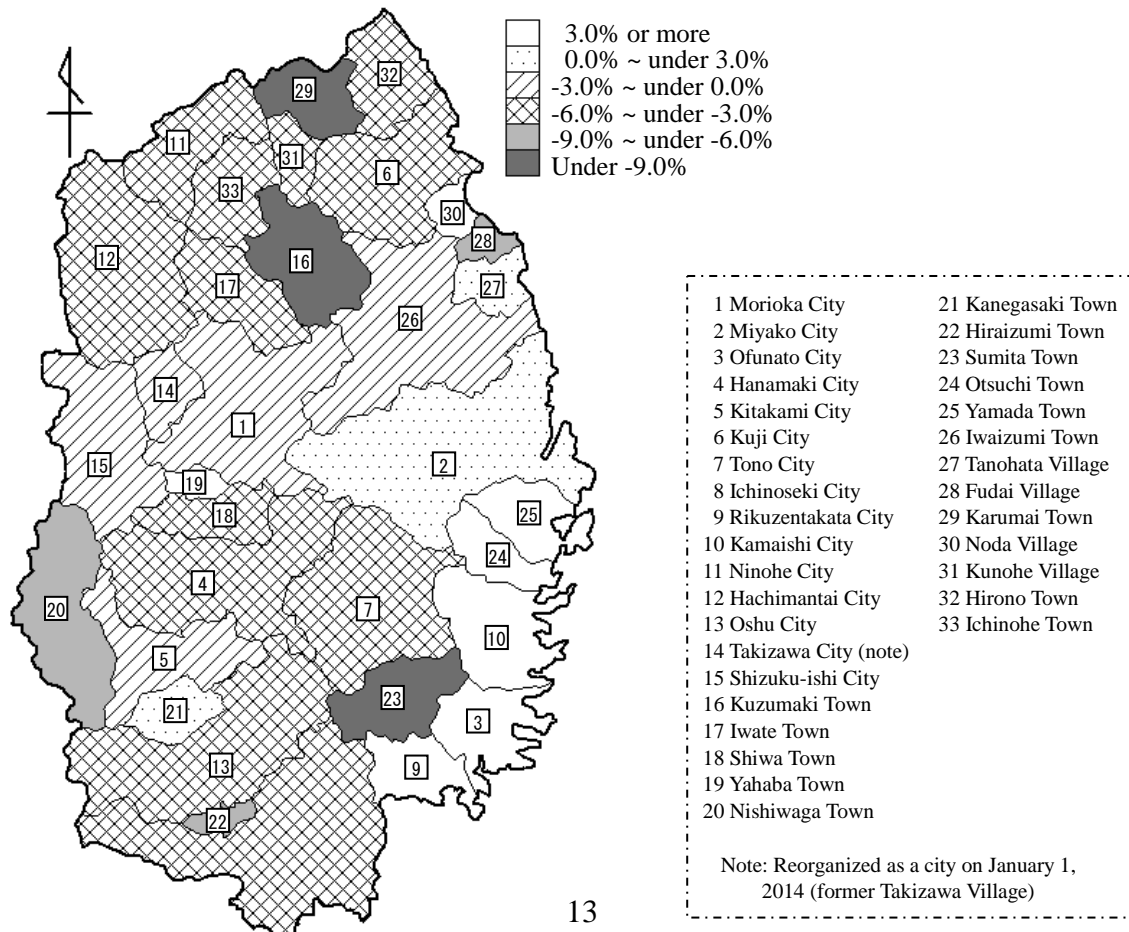 3.0% or more
0.0% ~ under 3.0%
-3.0% ~ under 0.0%
-6.0% ~ under -3.0%
-9.0% ~ under -6.0%
Under -9.0%
32
29
11
31
6
33
30
28
12
16
17
27
26
14
1
15
2
19
25
18
24
4
20
7
10
5
23
21
3
13
9
22
1 Morioka City
2 Miyako City
3 Ofunato City
4 Hanamaki City
5 Kitakami City
6 Kuji City
7 Tono City
8 Ichinoseki City
9 Rikuzentakata City
10 Kamaishi City
11 Ninohe City
12 Hachimantai City
13 Oshu City
14 Takizawa City (note)
15 Shizuku-ishi City
16 Kuzumaki Town
17 Iwate Town
18 Shiwa Town
19 Yahaba Town
20 Nishiwaga Town
21 Kanegasaki Town
22 Hiraizumi Town
23 Sumita Town
24 Otsuchi Town
25 Yamada Town
26 Iwaizumi Town
27 Tanohata Village
28 Fudai Village
29 Karumai Town
30 Noda Village
31 Kunohe Village
32 Hirono Town
33 Ichinohe Town
Note: Reorganized as a city on January 1,
2014 (former Takizawa Village)
13